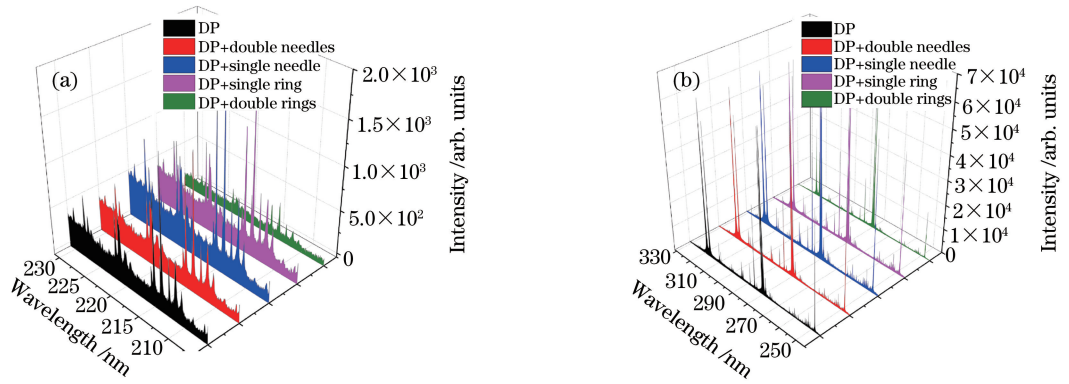 (a)
DP
DP+double needles
DP+single needle
DP+single ring
DP+double rings
2.0×10³
1.5×10³
1.0×10³
5.0×10²
0
Intensity /arb. units
230
225
220
215
210
Wavelength /nm
(b)
DP
DP+double needles
DP+single needle
DP+single ring
DP+double rings
7×10⁴
6×10⁴
5×10⁴
4×10⁴
3×10⁴
2×10⁴
1×10⁴
0
Intensity /arb. units
330
310
290
270
250
Wavelength /nm